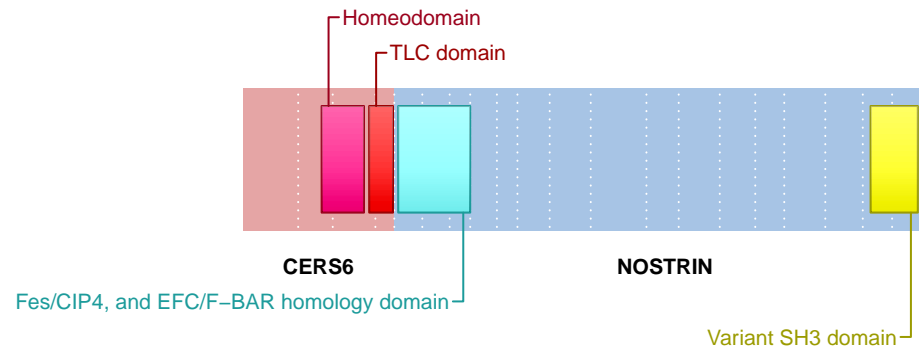 Homeodomain
TLC domain
CERS6
NOSTRIN
Fes/CIP4, and EFC/F−BAR homology domain
Variant SH3 domain